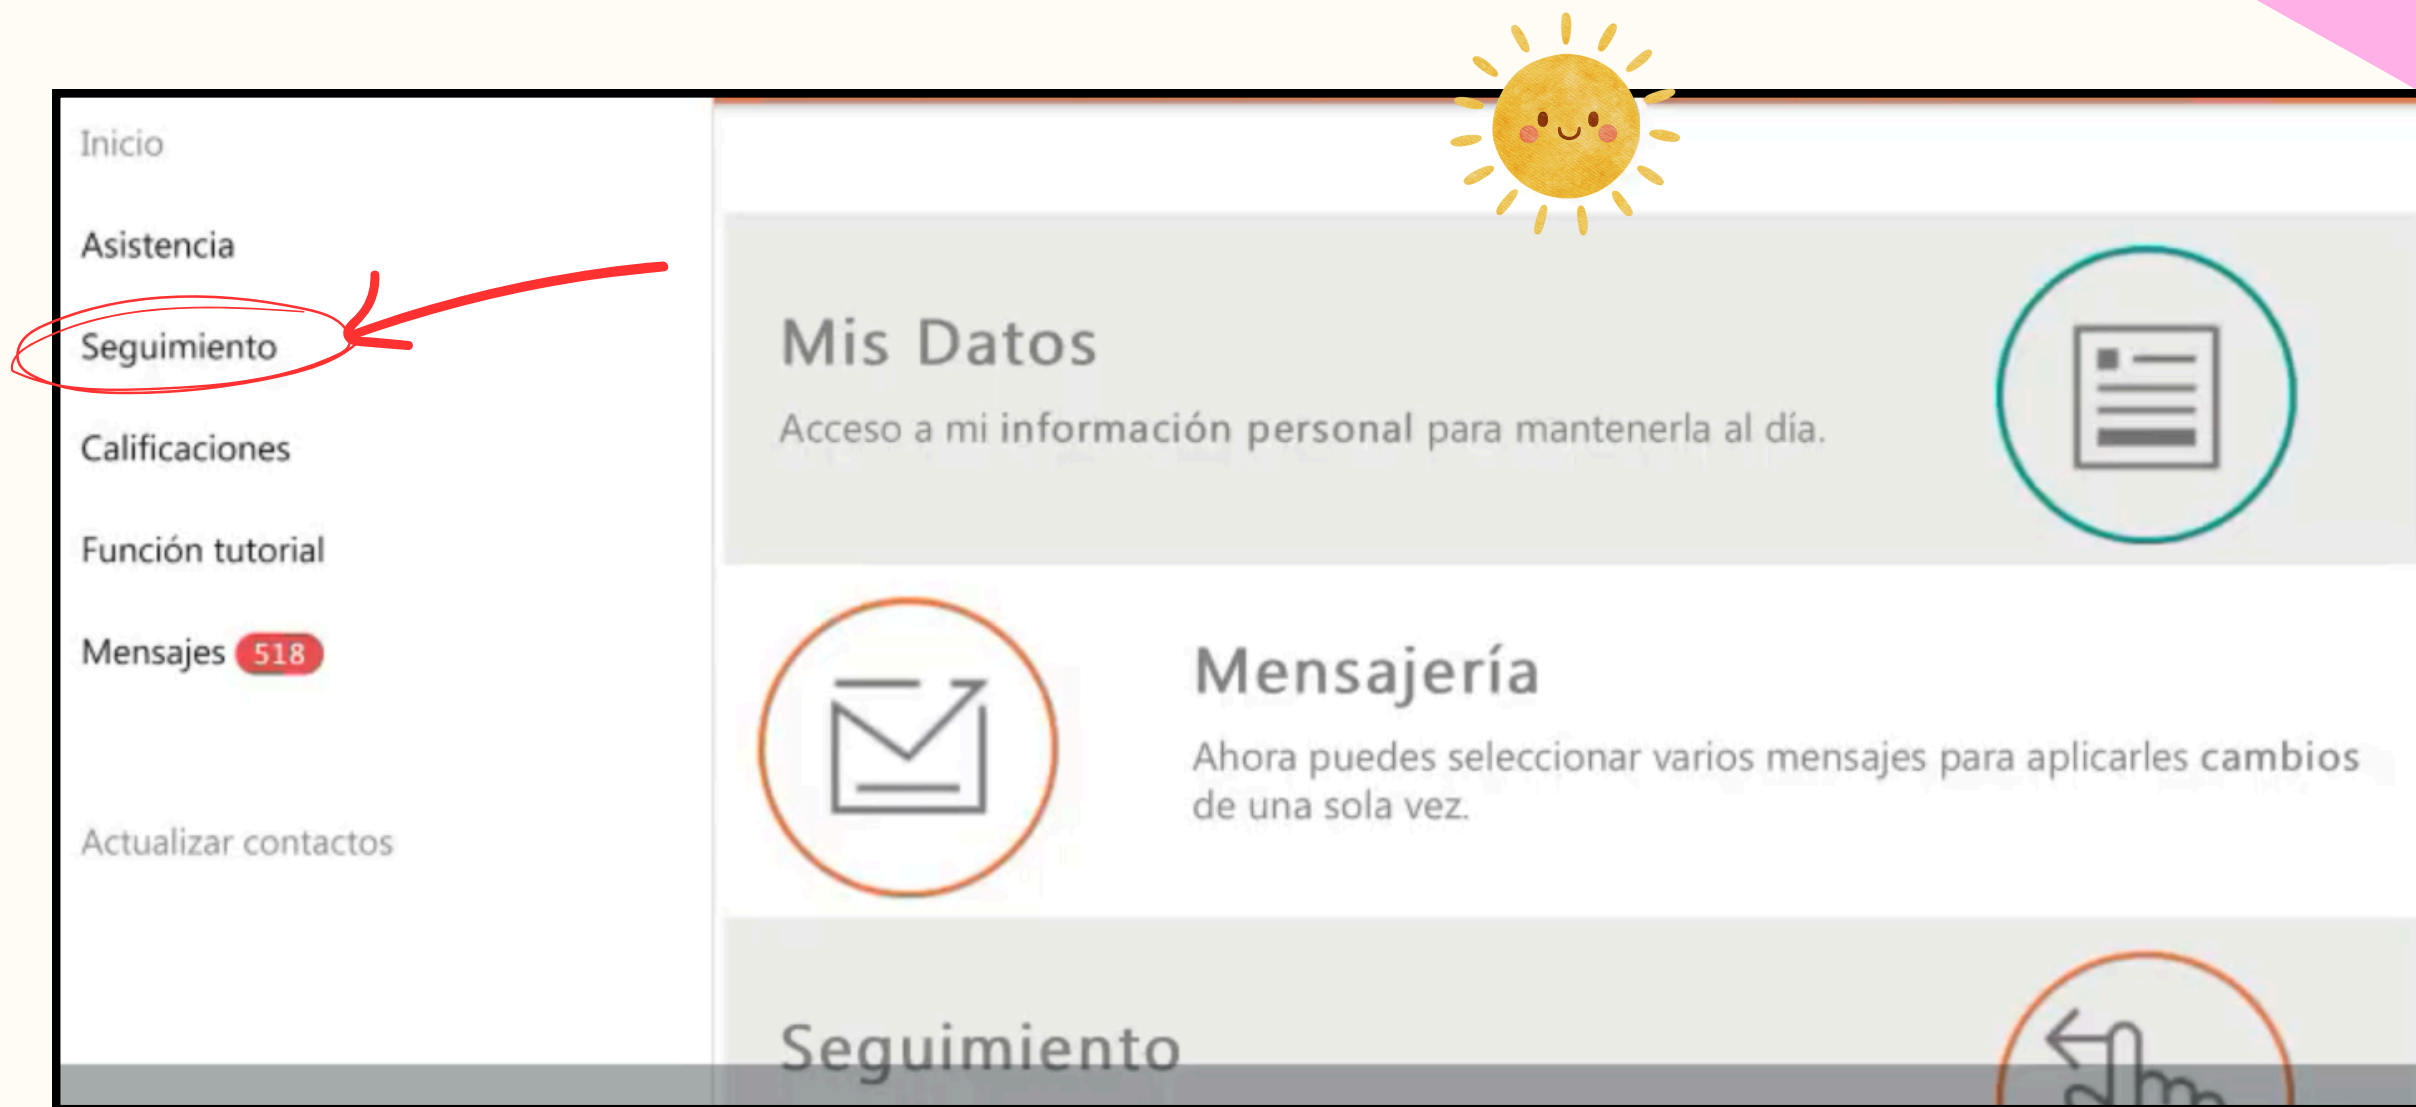 Inicio
Asistencia
Seguimiento
Calificaciones
Función tutorial
Mensajes 518
Actualizar contactos
Mis Datos
Acceso a mi información personal para mantenerla al día.
Mensajería
Ahora puedes seleccionar varios mensajes para aplicarles cambios
de una sola vez.
Seguimiento